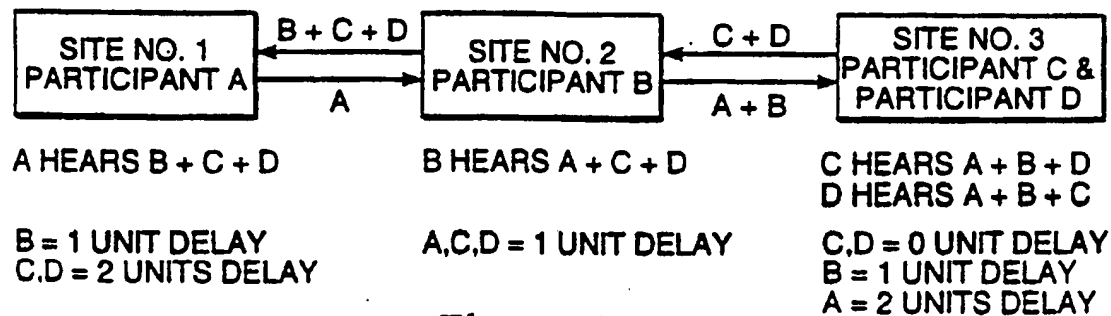 SITE NO. 1
PARTICIPANT A
B + C + D
A
SITE NO. 2
PARTICIPANT B
C + D
A + B
SITE NO. 3
PARTICIPANT C &
PARTICIPANT D
A HEARS B + C + D
B = 1 UNIT DELAY
C,D = 2 UNITS DELAY
B HEARS A + C + D
A,C,D = 1 UNIT DELAY
C HEARS A + B + D
D HEARS A + B + C
C,D = 0 UNIT DELAY
B = 1 UNIT DELAY
A = 2 UNITS DELAY